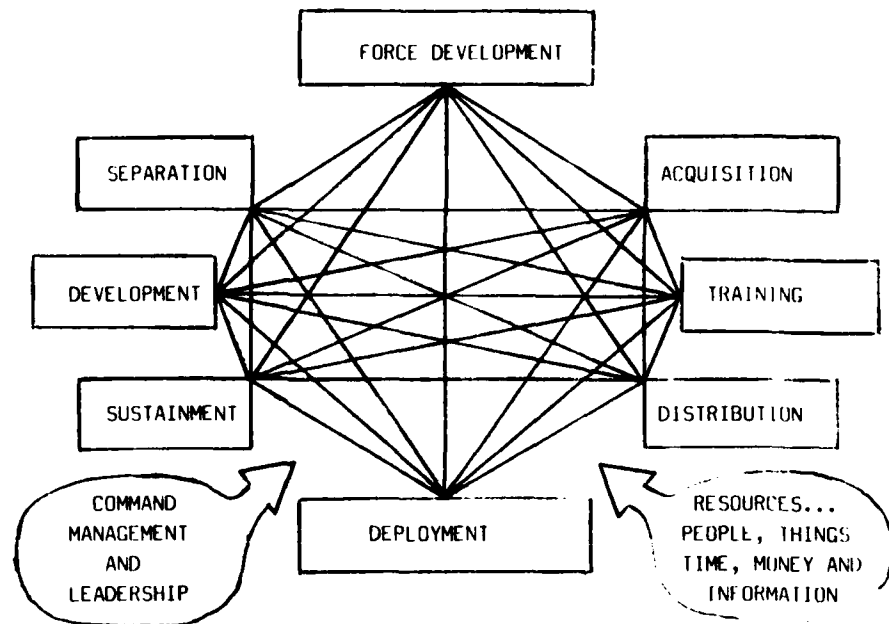 FORCE DEVELOPMENT
SEPARATION
ACQUISITION
DEVELOPMENT
TRAINING
SUSTAINMENT
DISTRIBUTION
DEPLOYMENT
COMMAND
MANAGEMENT
AND
LEADERSHIP
RESOURCES...
PEOPLE, THINGS
TIME, MONEY AND
INFORMATION